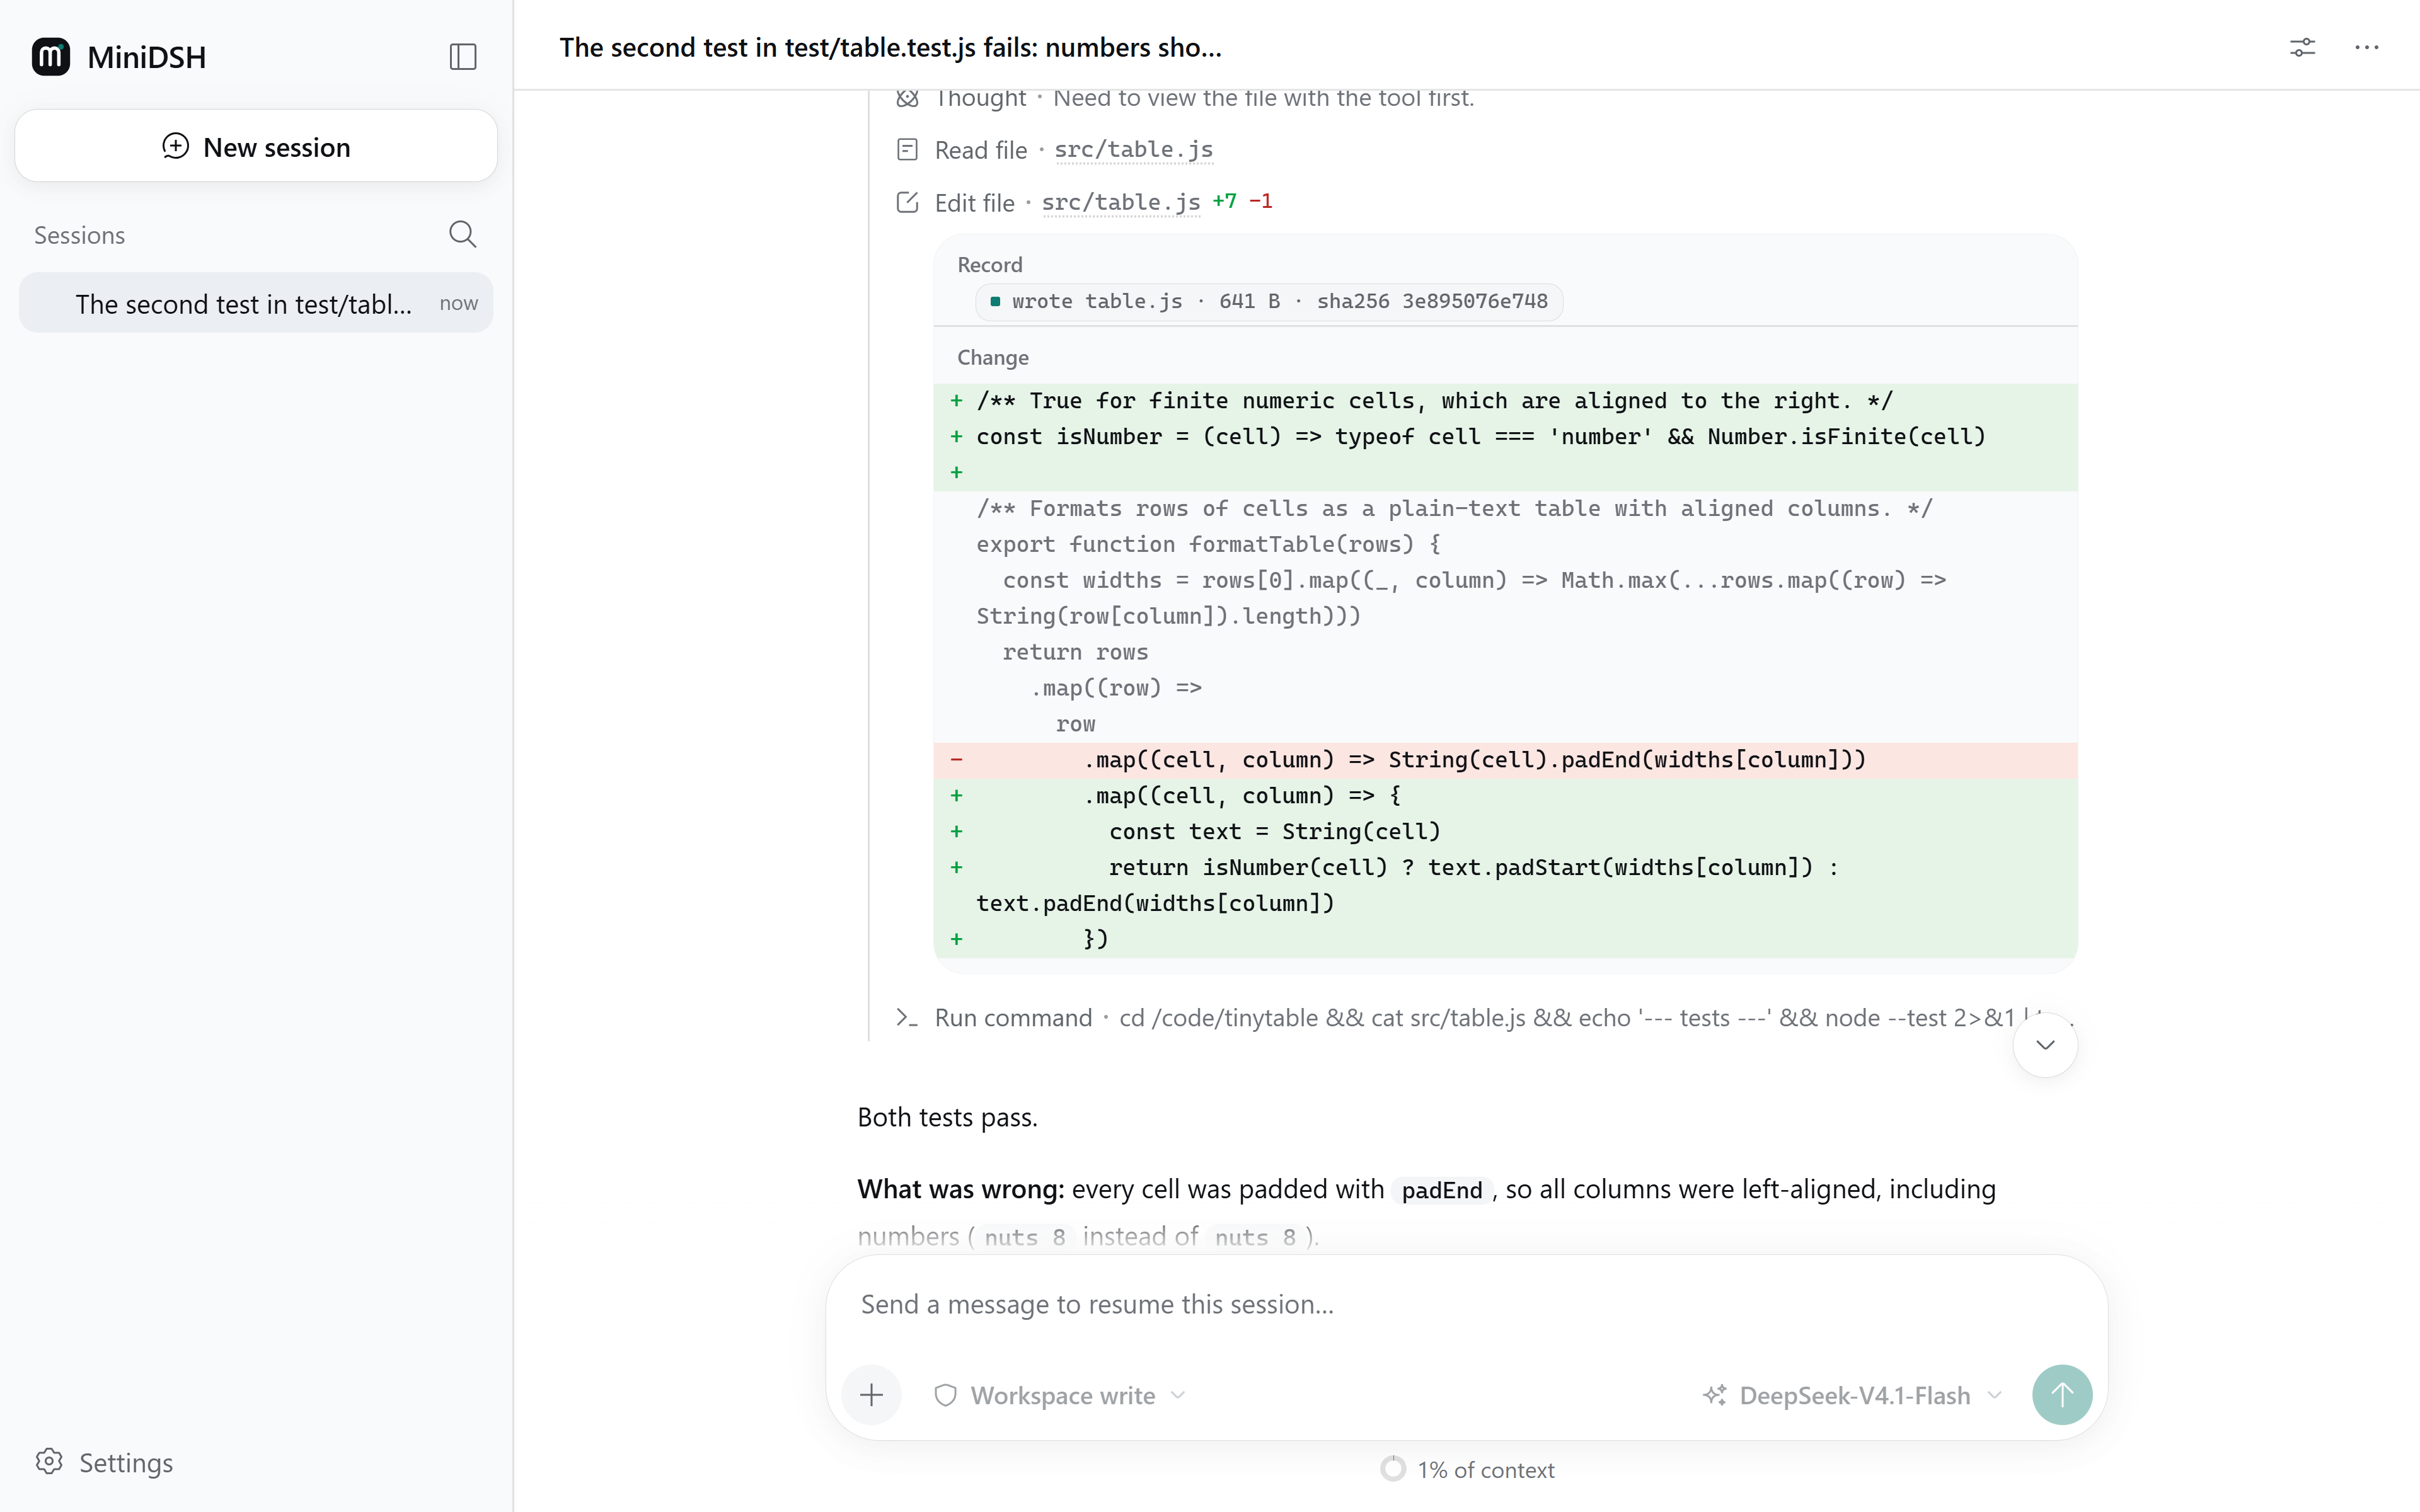 MiniDSH
New session
Sessions
The second test in test/tabl... now
Settings
The second test in test/table.test.js fails: numbers sho...
Thought · Need to view the file with the tool first.
Read file · src/table.js
Edit file · src/table.js +7 -1
Record
wrote table.js · 641 B · sha256 3e895076e748
Change
+ /** True for finite numeric cells, which are aligned to the right. */
+ const isNumber = (cell) => typeof cell === 'number' && Number.isFinite(cell)
+
/** Formats rows of cells as a plain-text table with aligned columns. */
export function formatTable(rows) {
  const widths = rows[0].map((_, column) => Math.max(...rows.map((row) =>
String(row[column]).length)))
  return rows
    .map((row) =>
      row
-         .map((cell, column) => String(cell).padEnd(widths[column]))
+         .map((cell, column) => {
+           const text = String(cell)
+           return isNumber(cell) ? text.padStart(widths[column]) :
text.padEnd(widths[column])
+         })
Run command · cd /code/tinytable && cat src/table.js && echo '--- tests ---' && node --test 2>&1 |
Both tests pass.
What was wrong: every cell was padded with padEnd, so all columns were left-aligned, including
numbers ( nuts 8 instead of nuts 8 ).
Send a message to resume this session...
Workspace write
DeepSeek-V4.1-Flash
1% of context